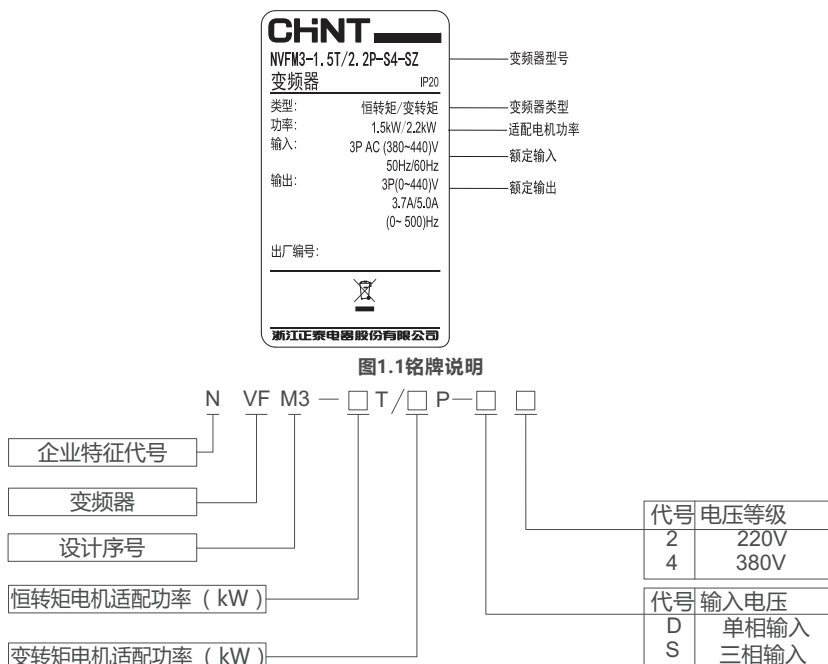 CHNT
NVFM3-1.5T/2.2P-S4-SZ
变频器型号
变频器
IP20
类型:
恒转矩/变转矩
变频器类型
功率:
1.5kW/2.2kW
适配电机功率
输入:
3P AC (380~440)V
50Hz/60Hz
额定输入
输出:
3P(0~440)V
额定输出
3.7A/5.0A
(0~ 500)Hz
出厂编号:
浙江正泰电器股份有限公司
图1.1铭牌说明
N VF M3 — □ T/□ P—□ □
企业特征代号
变频器
设计序号
恒转矩电机适配功率 ( kW )
变转矩电机适配功率 ( kW )
代号 电压等级
2 220V
4 380V
代号 输入电压
D 单相输入
S 三相输入